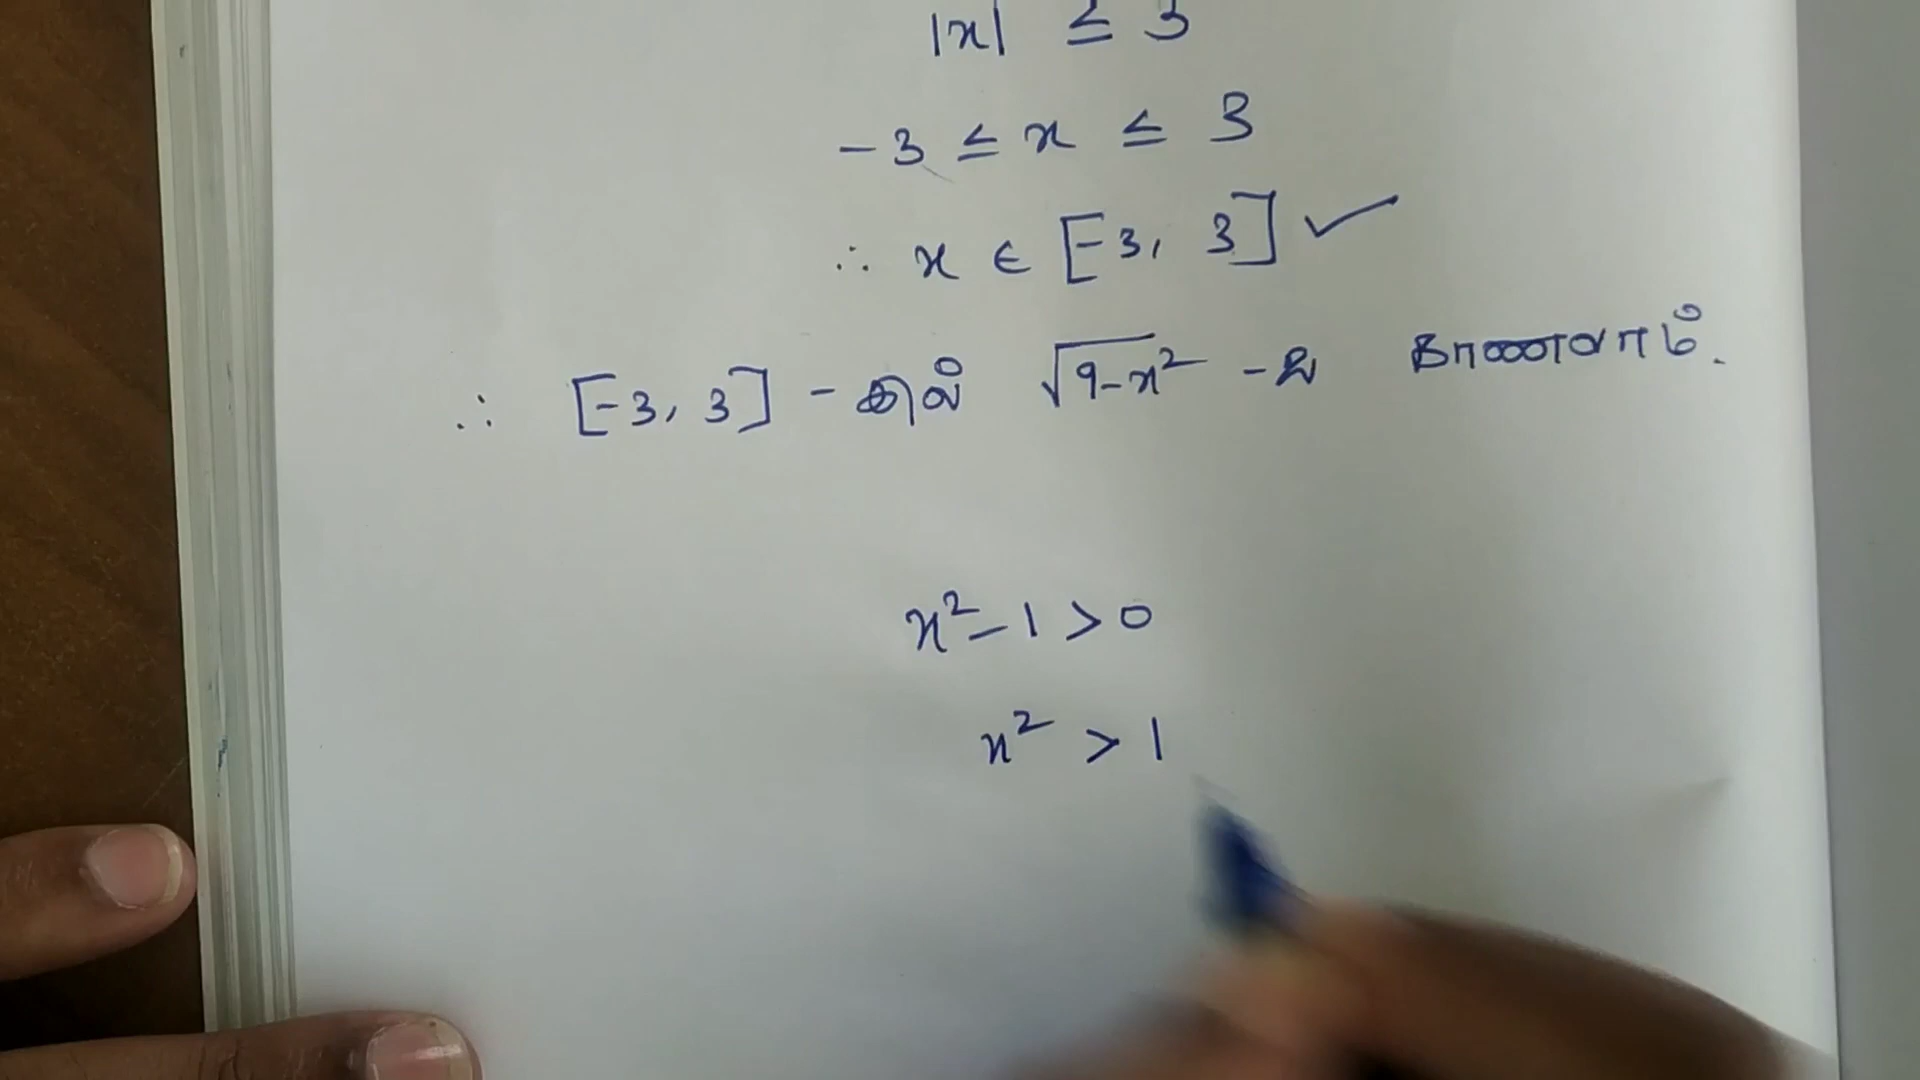 |x| ≤ 3
-3 ≤ x ≤ 3
∴ x ∈ [-3, 3] ✓
∴ [-3, 3] - இல் √9-x² - ஐ காணலாம்.
x² - 1 > 0
x² > 1